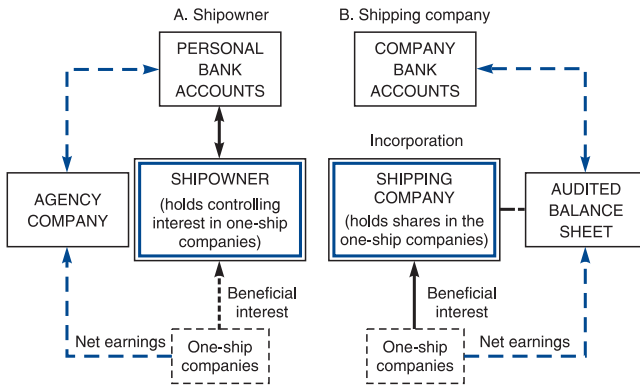 A. Shipowner
PERSONAL
BANK
ACCOUNTS
AGENCY
COMPANY
SHIPOWNER
(holds controlling
interest in one-ship
companies)
Beneficial
interest
Net earnings
One-ship
companies
B. Shipping company
COMPANY
BANK
ACCOUNTS
Incorporation
SHIPPING
COMPANY
(holds shares in the
one-ship companies)
AUDITED
BALANCE
SHEET
Beneficial
interest
One-ship
companies
Net earnings